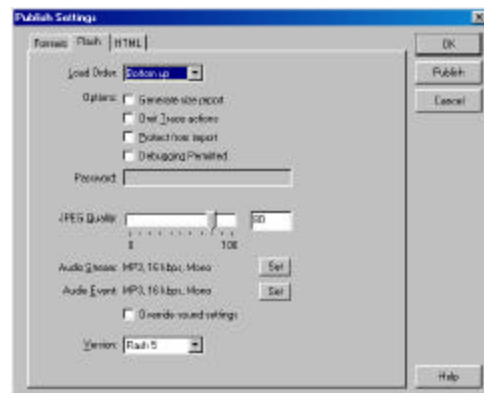 Publish Settings
Formats Flash HTML
OK
Publish
Cancel
Load Order: Bottom up
Options: Generate size report
Omit Trace actions
Protect from import
Debugging Permitted
Password:
JPEG Quality: 80
0 100
Audio Stream: MP3, 16 kbps, Mono Set
Audio Event: MP3, 16 kbps, Mono Set
Override sound settings
Version: Flash 5
Help